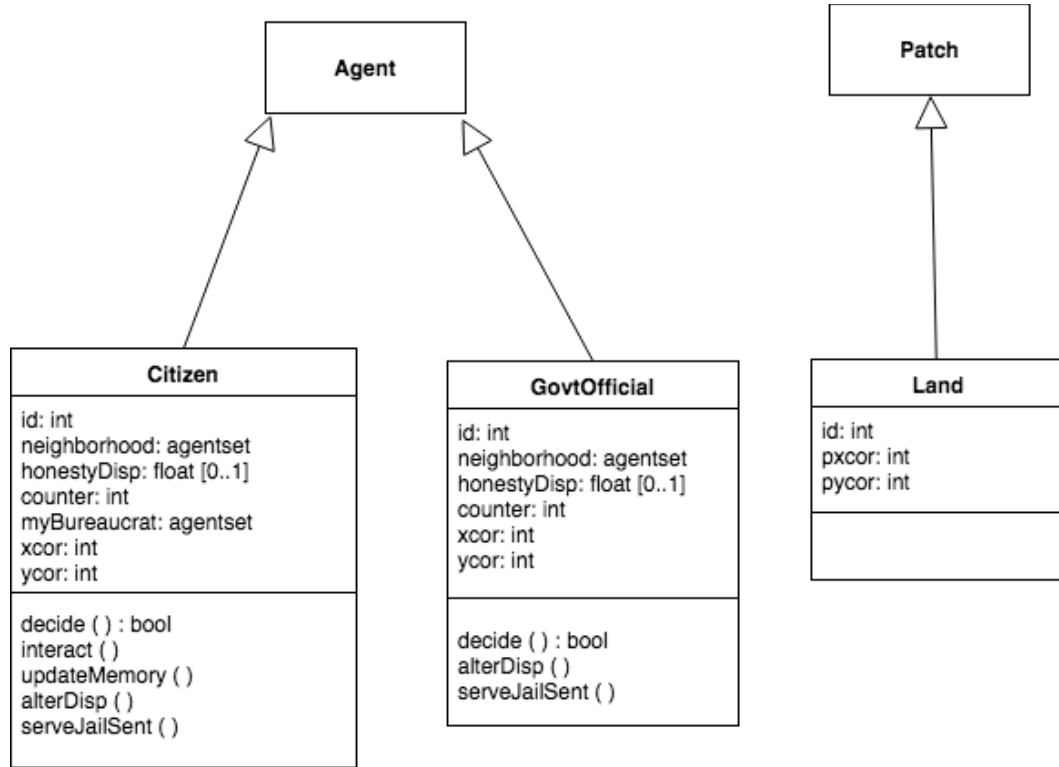 Agent
Patch
Citizen
id: int
neighborhood: agentset
honestyDisp: float [0..1]
counter: int
myBureaucrat: agentset
xcor: int
ycor: int
decide ( ) : bool
interact ( )
updateMemory ( )
alterDisp ( )
serveJailSent ( )
GovtOfficial
id: int
neighborhood: agentset
honestyDisp: float [0..1]
counter: int
xcor: int
ycor: int
decide ( ) : bool
alterDisp ( )
serveJailSent ( )
Land
id: int
pxcor: int
pycor: int